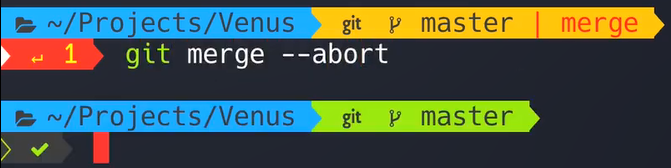 ~/Projects/Venus git master | merge
↵ 1 git merge --abort
~/Projects/Venus git master
✔